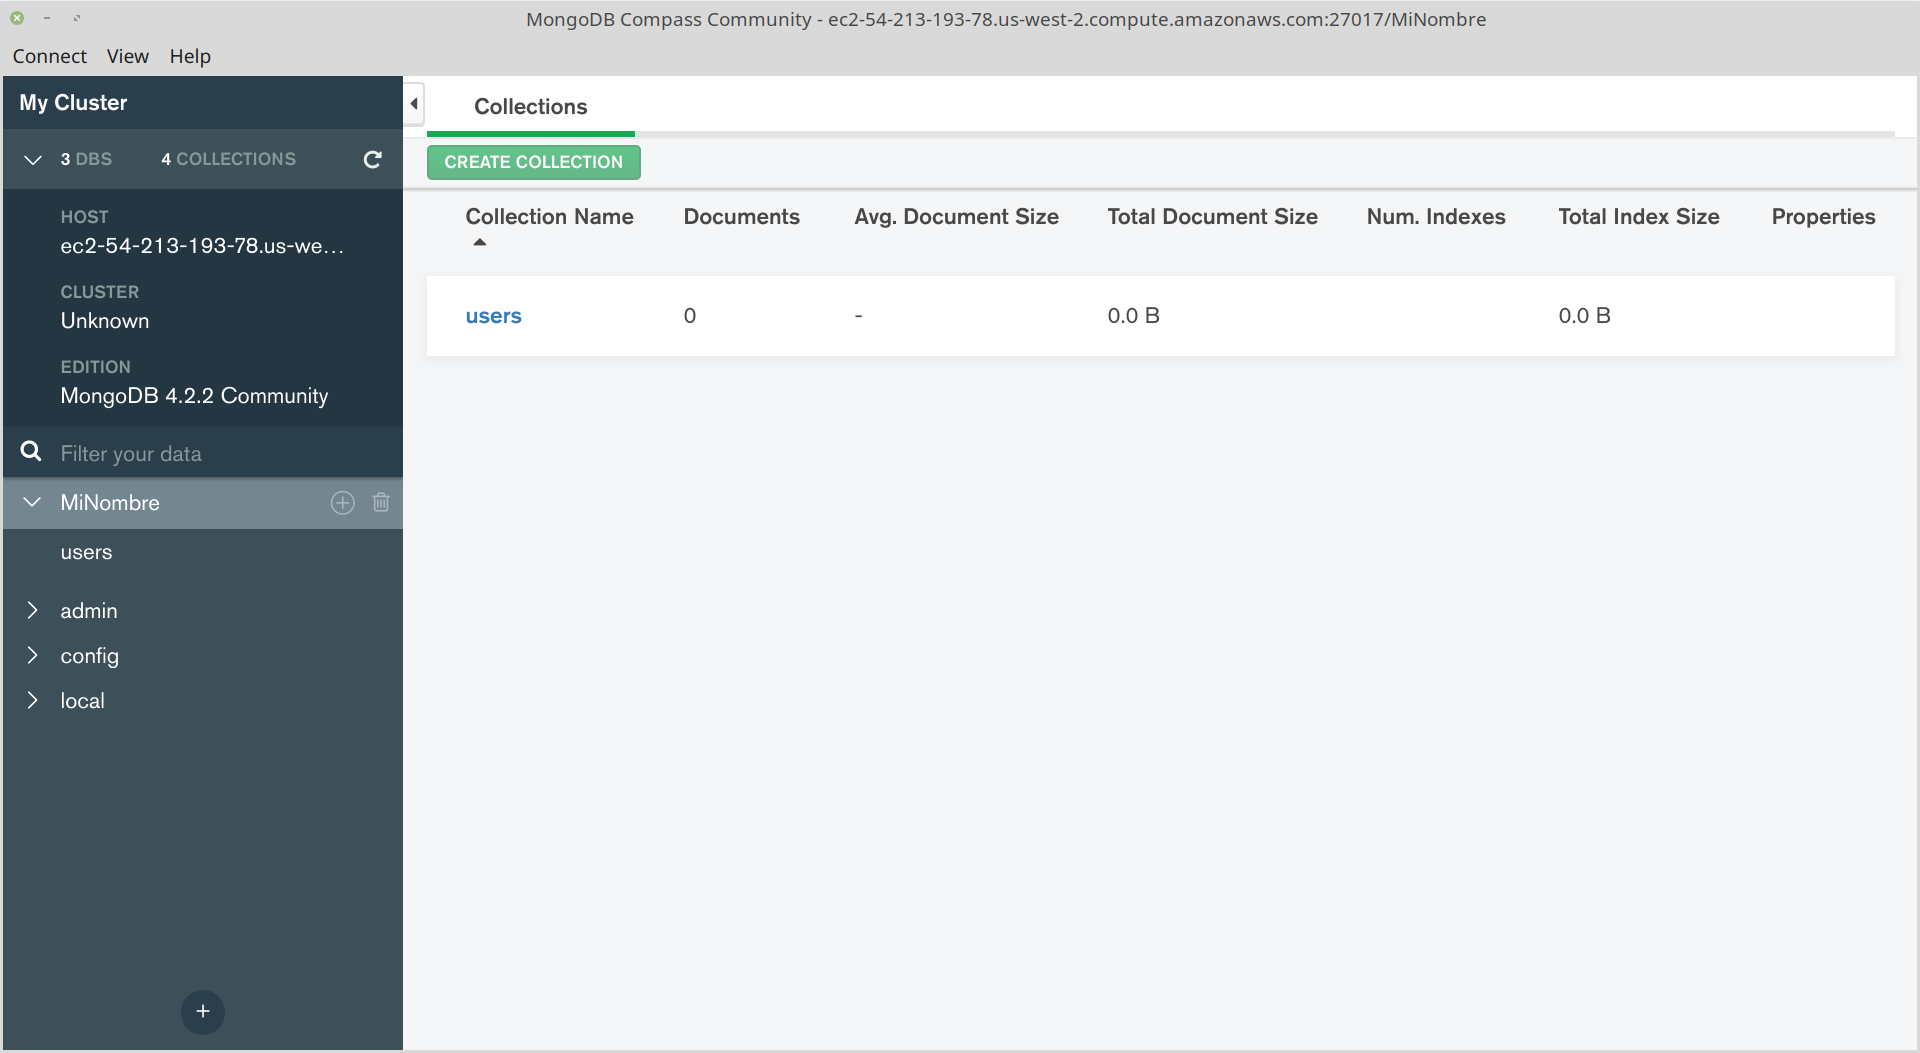 MongoDB Compass Community - ec2-54-213-193-78.us-west-2.compute.amazonaws.com:27017/MiNombre
Connect View Help
My Cluster
3 DBS 4 COLLECTIONS
HOST
ec2-54-213-193-78.us-we...
CLUSTER
Unknown
EDITION
MongoDB 4.2.2 Community
Filter your data
MiNombre
users
admin
config
local
+
Collections
CREATE COLLECTION
Collection Name Documents Avg. Document Size Total Document Size Num. Indexes Total Index Size Properties
users 0 - 0.0 B 0.0 B